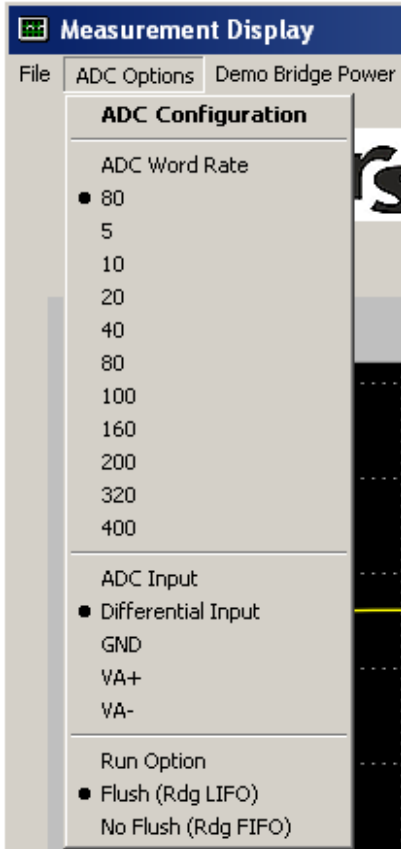 Measurement Display
File ADC Options Demo Bridge Power
ADC Configuration
ADC Word Rate
80
5
10
20
40
80
100
160
200
320
400
ADC Input
Differential Input
GND
VA+
VA-
Run Option
Flush (Rdg LIFO)
No Flush (Rdg FIFO)